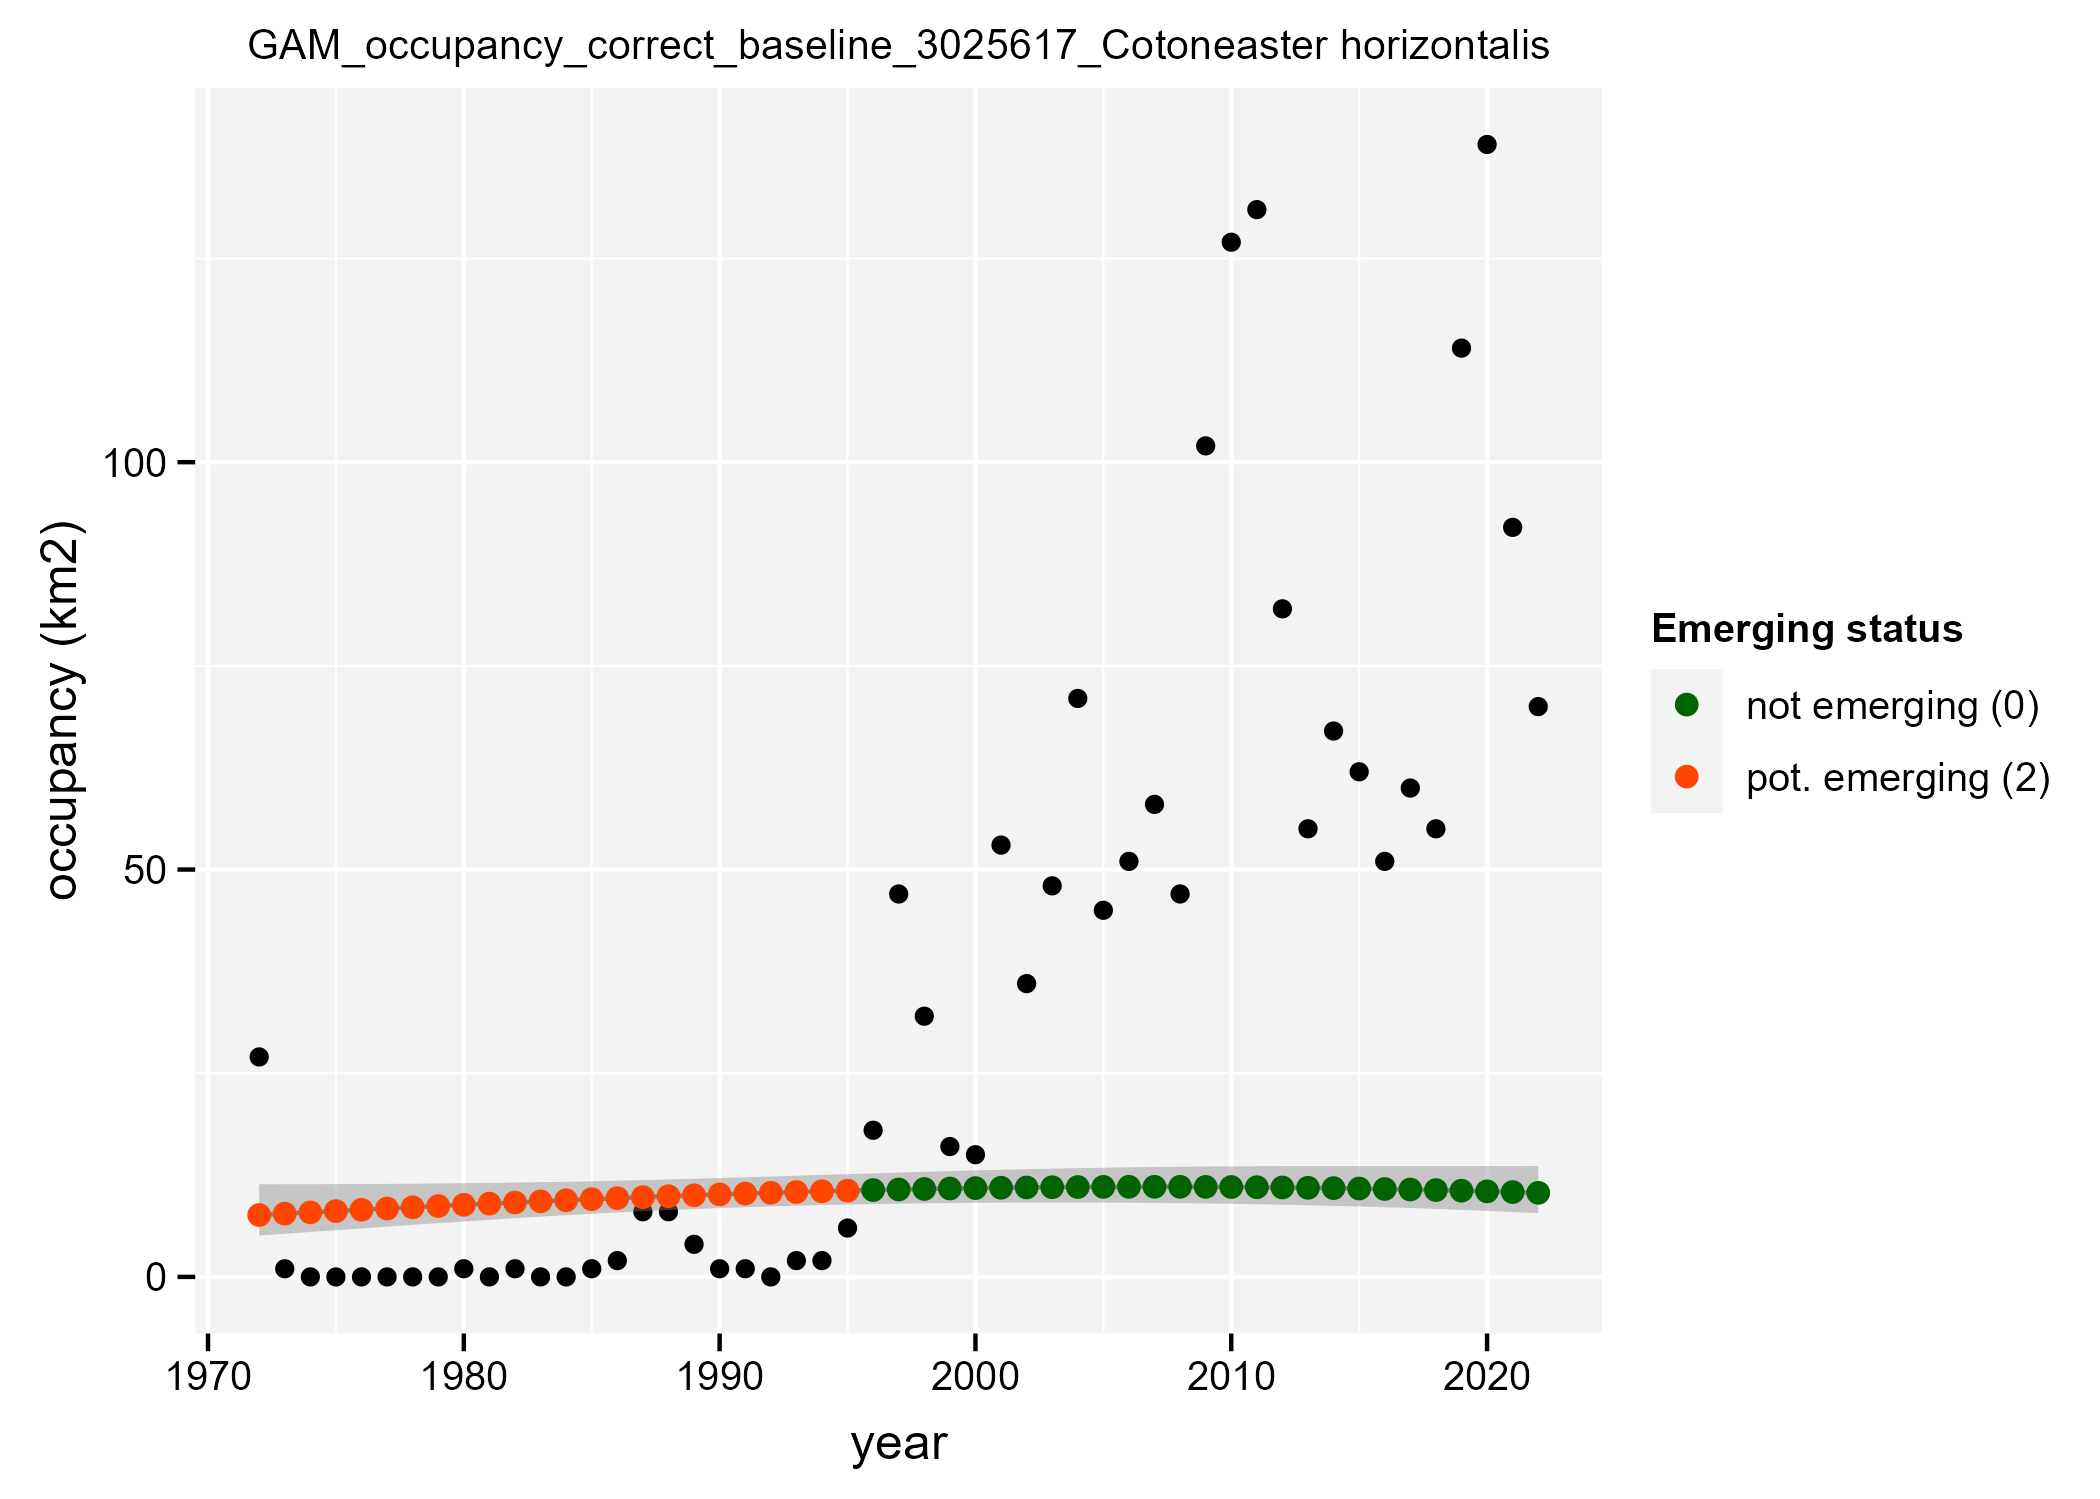 GAM_occupancy_correct_baseline_3025617_Cotoneaster horizontalis
100
50
0
occupancy (km2)
1970 1980 1990 2000 2010 2020
year
Emerging status
not emerging (0)
pot. emerging (2)